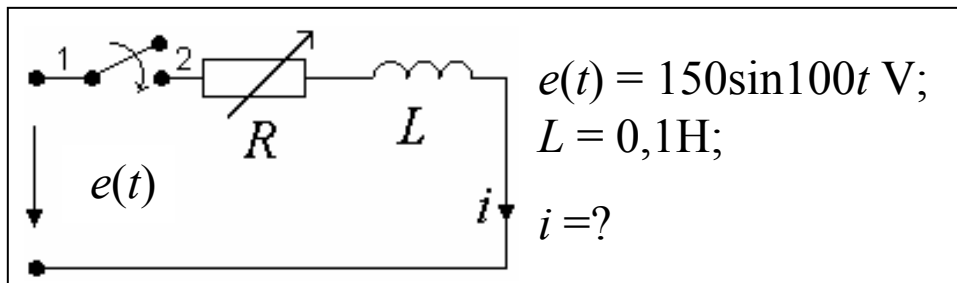 1 2
R L
e(t)
i
e(t) = 150sin100t V;
L = 0,1H;
i =?